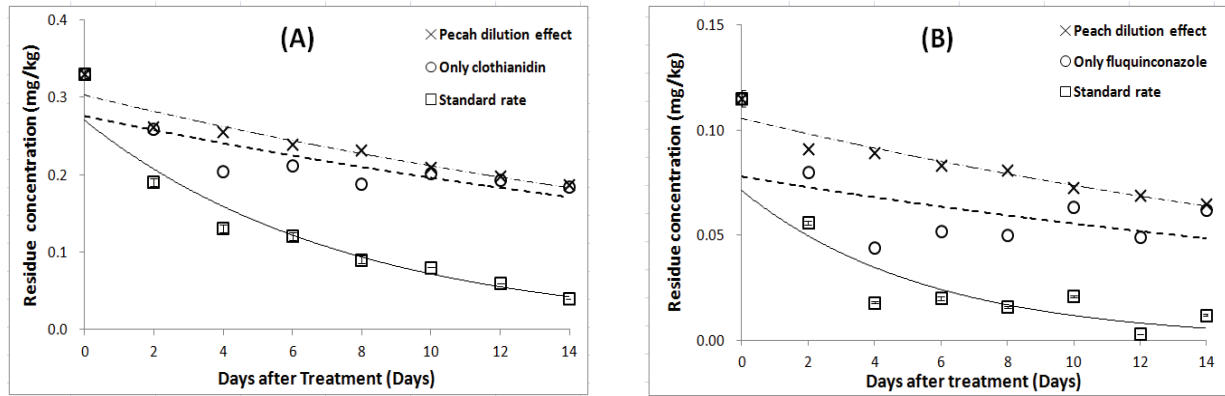 (A)
Pecah dilution effect
Only clothianidin
Standard rate
Residue concentration (mg/kg)
0.4
0.3
0.2
0.1
0.0
0 2 4 6 8 10 12 14
Days after Treatment (Days)
(B)
Peach dilution effect
Only fluquinconazole
Standard rate
Residue concentration (mg/kg)
0.15
0.10
0.05
0.00
0 2 4 6 8 10 12 14
Days after treatment (Days)